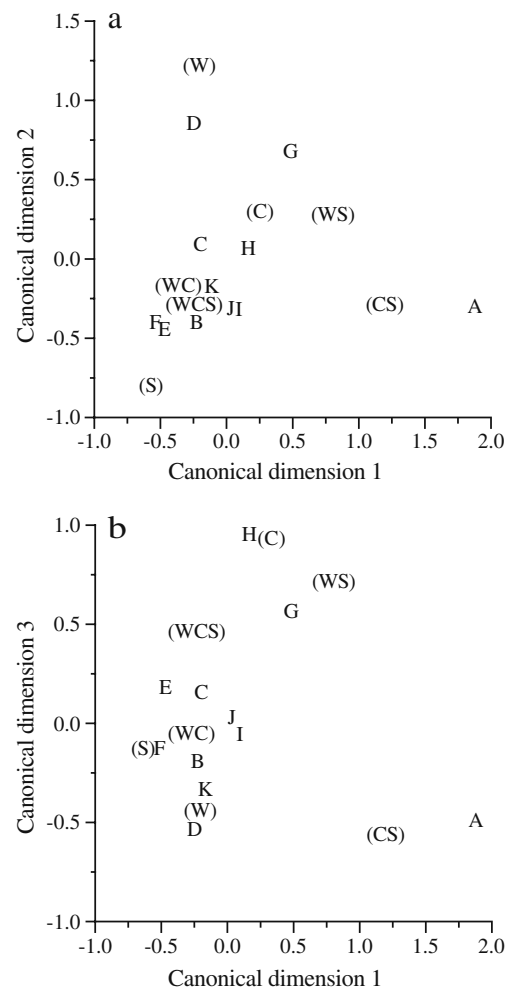 a
1.5
(W)
1.0
D
G
0.5
(C)
(WS)
C
H
0.0
(WC)
K
(WCS)
JI
(CS)
A
F
B
E
-0.5
(S)
-1.0
-1.0 -0.5 0.0 0.5 1.0 1.5 2.0
Canonical dimension 1
Canonical dimension 2
b
1.0
H(C)
(WS)
G
0.5
(WCS)
E
C
J
0.0
(WC)
I
(S)F
B
K
(W)
D
A
-0.5
(CS)
-1.0
-1.0 -0.5 0.0 0.5 1.0 1.5 2.0
Canonical dimension 1
Canonical dimension 3